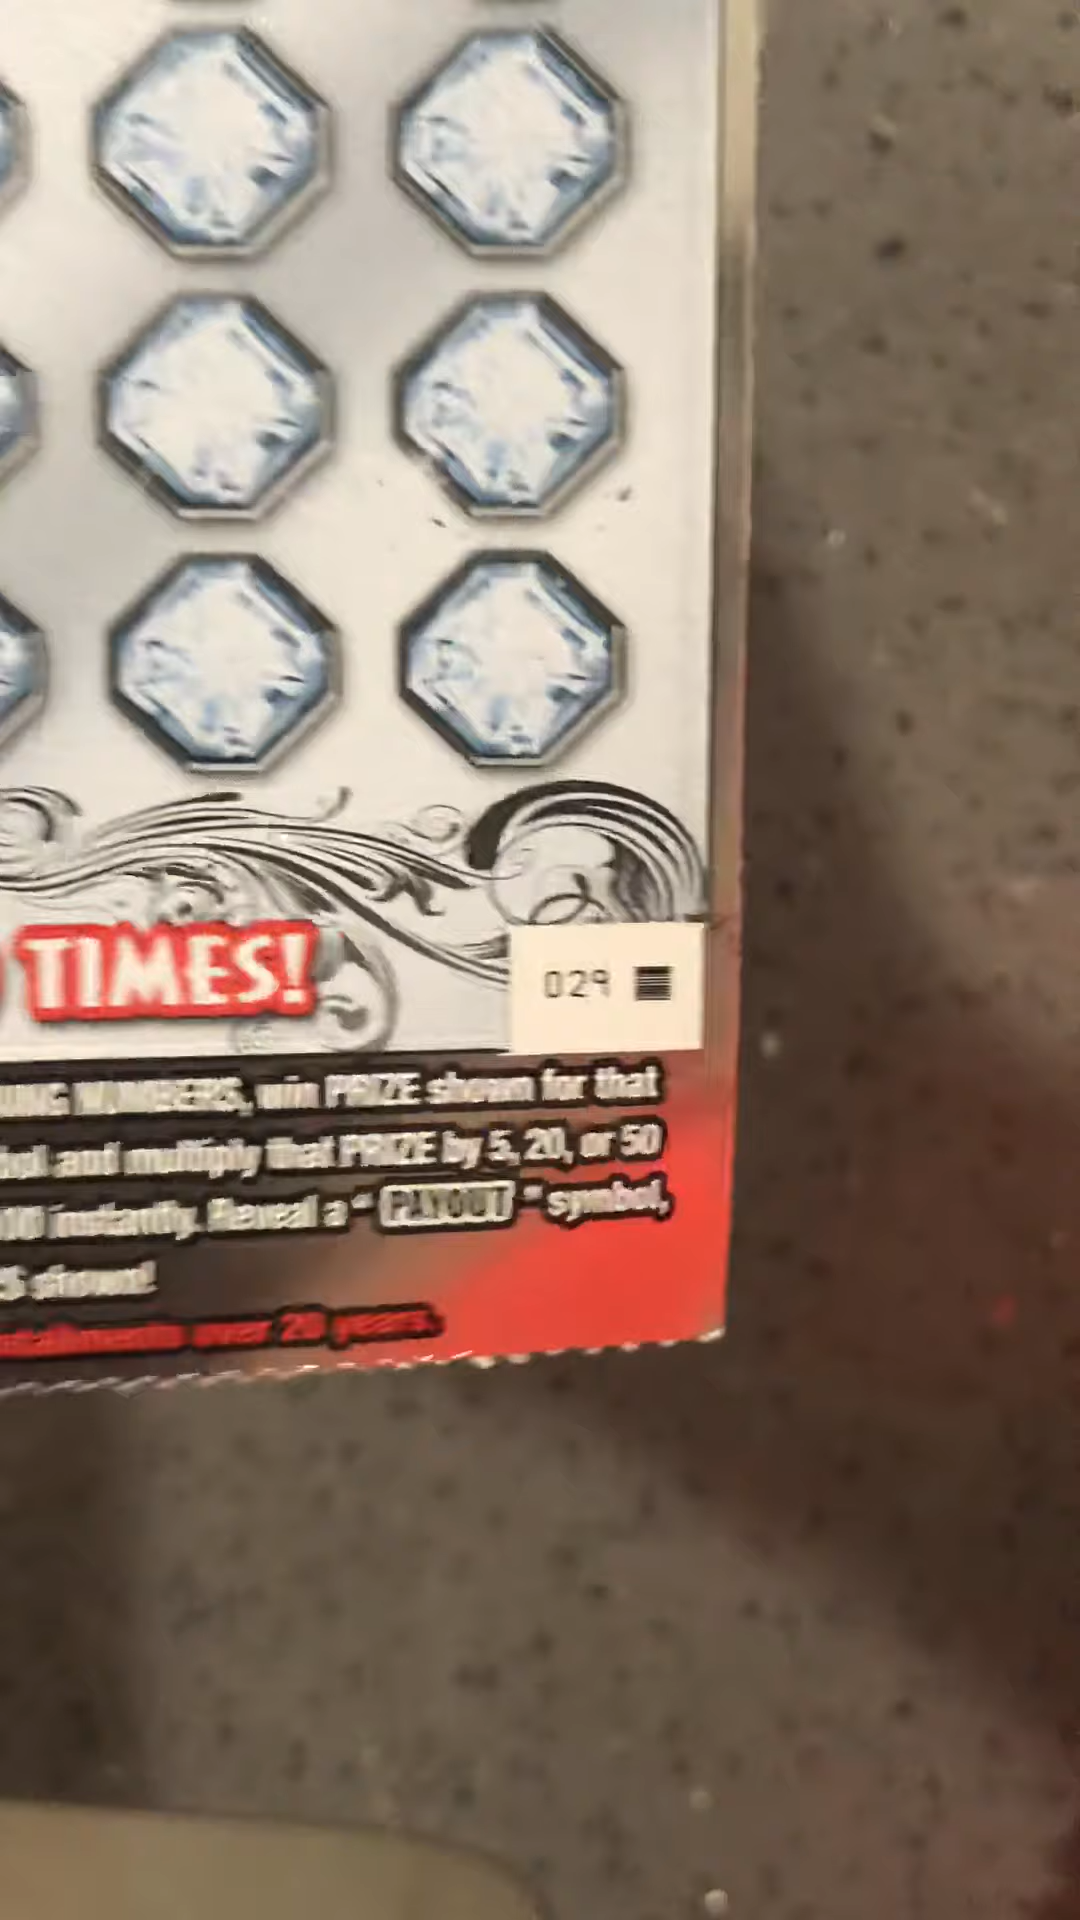 TIMES!
029
NUMBERS, win PRIZE shown for that
and multiply that PRIZE by 5, 20, or 50
instantly. Reveal a " PAYOUT " symbol,
shown!
over 20 years.